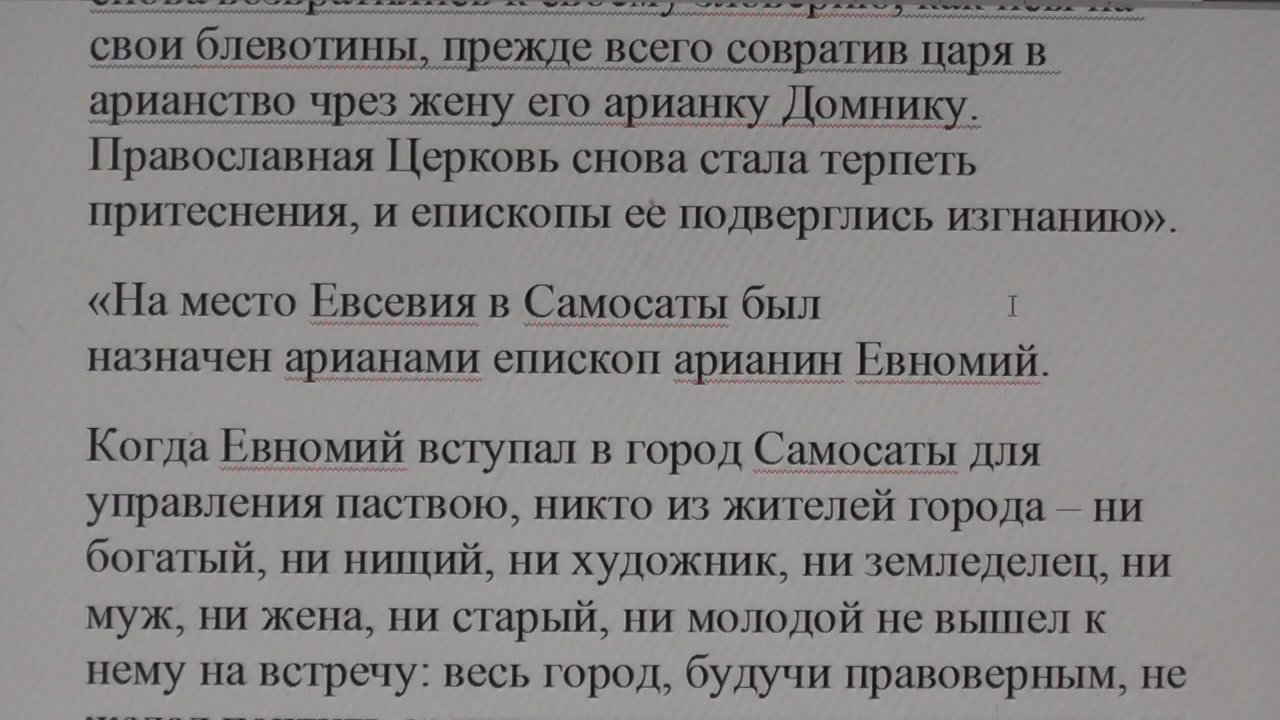 свои блевотины, прежде всего совратив царя в
арианство чрез жену его арианку Домнику.
Православная Церковь снова стала терпеть
притеснения, и епископы ее подверглись изгнанию».
«На место Евсевия в Самосаты был
назначен арианами епископ арианин Евномий.
Когда Евномий вступал в город Самосаты для
управления паствою, никто из жителей города – ни
богатый, ни нищий, ни художник, ни земледелец, ни
муж, ни жена, ни старый, ни молодой не вышел к
нему на встречу: весь город, будучи правоверным, не